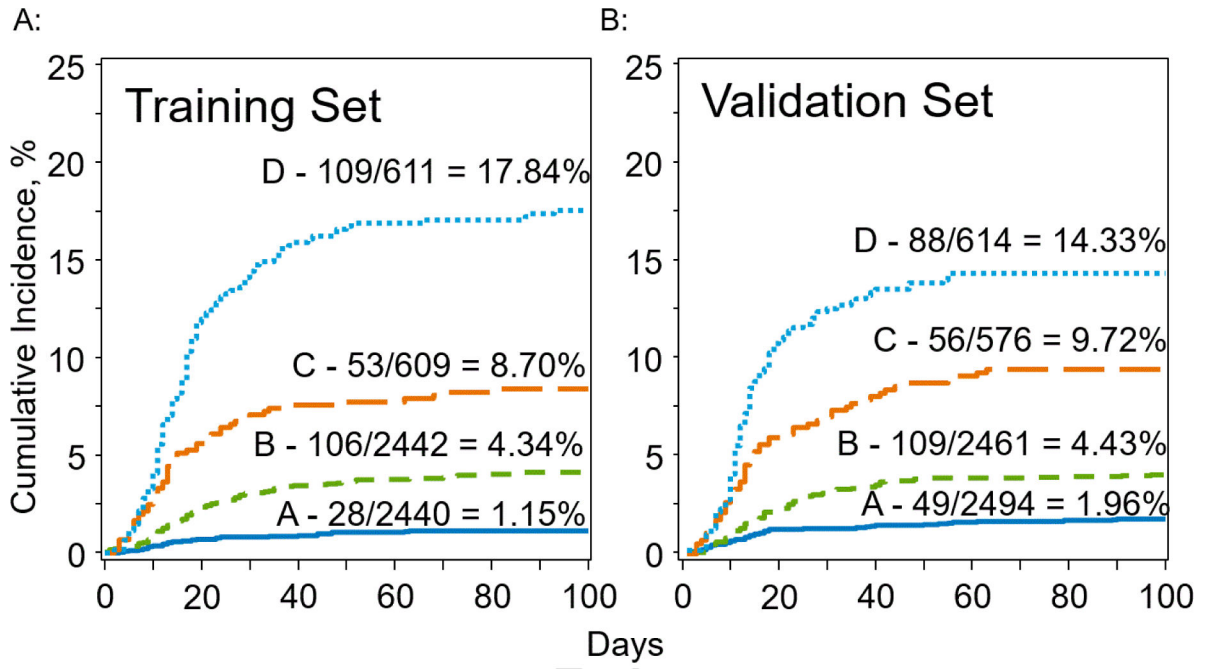 A:
B:
Cumulative Incidence, %
25
20
15
10
5
0
Training Set
D - 109/611 = 17.84%
C - 53/609 = 8.70%
B - 106/2442 = 4.34%
A - 28/2440 = 1.15%
0 20 40 60 80 100
25
20
15
10
5
0
Validation Set
D - 88/614 = 14.33%
C - 56/576 = 9.72%
B - 109/2461 = 4.43%
A - 49/2494 = 1.96%
0 20 40 60 80 100
Days